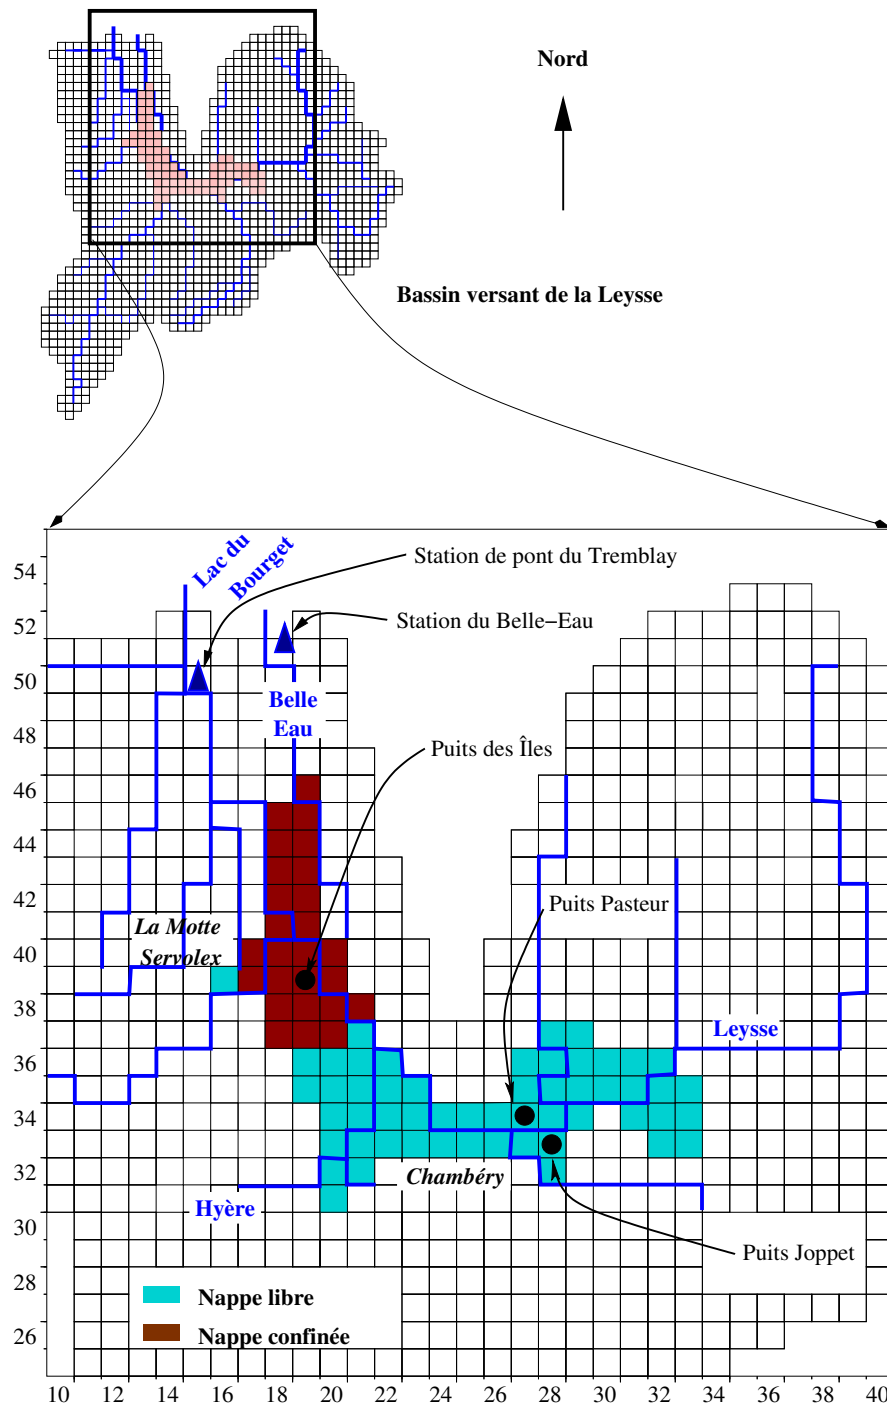 Nord
Bassin versant de la Leysse
Lac du
Bourget
Station de pont du Tremblay
Station du Belle−Eau
Belle
Eau
Puits des Îles
Puits Pasteur
La Motte
Servolex
Leysse
Chambéry
Hyère
Puits Joppet
Nappe libre
Nappe confinée
54
52
50
48
46
44
42
40
38
36
34
32
30
28
26
10 12 14 16 18 20 22 24 26 28 30 32 34 36 38 40